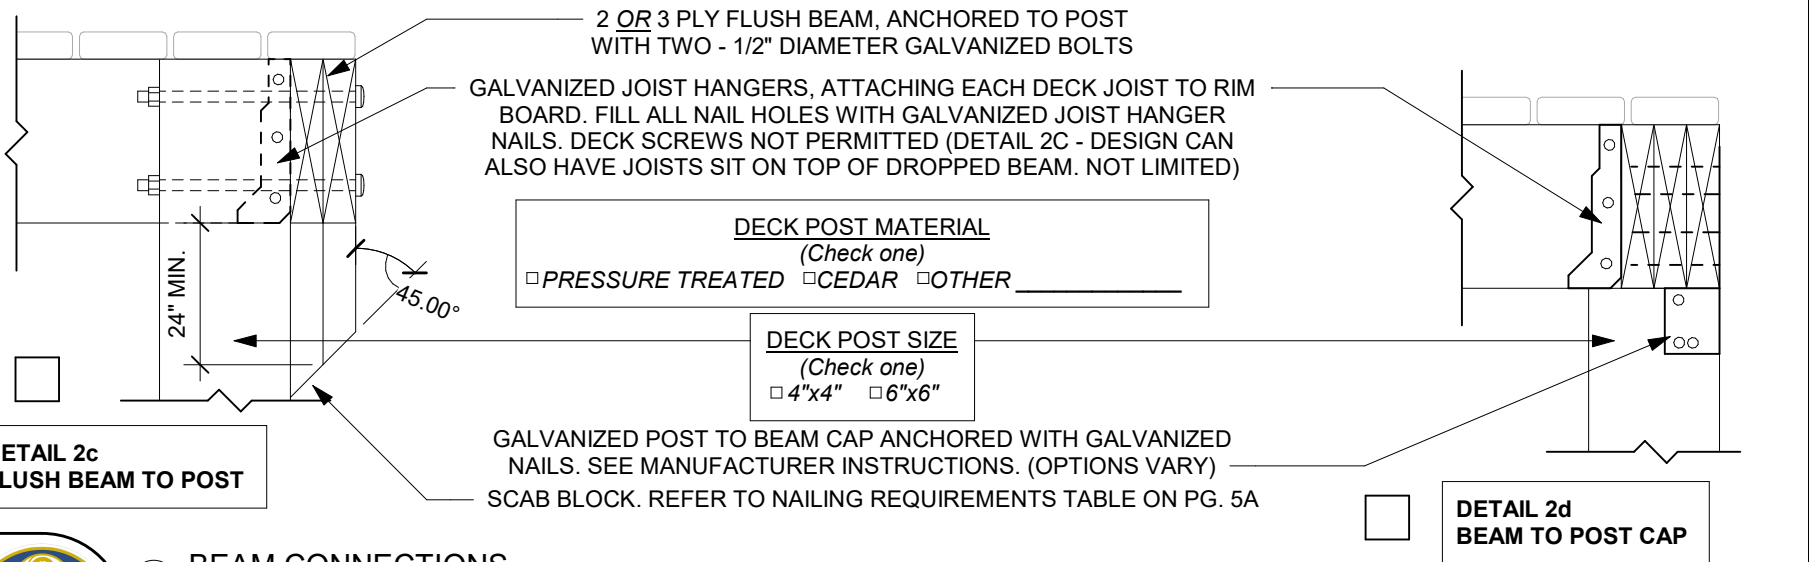 2 OR 3 PLY FLUSH BEAM, ANCHORED TO POST
WITH TWO - 1/2" DIAMETER GALVANIZED BOLTS
GALVANIZED JOIST HANGERS, ATTACHING EACH DECK JOIST TO RIM
BOARD. FILL ALL NAIL HOLES WITH GALVANIZED JOIST HANGER
NAILS. DECK SCREWS NOT PERMITTED (DETAIL 2C - DESIGN CAN
ALSO HAVE JOISTS SIT ON TOP OF DROPPED BEAM. NOT LIMITED)
DECK POST MATERIAL
(Check one)
□ PRESSURE TREATED □ CEDAR □ OTHER ____________
24" MIN.
45.00°
DECK POST SIZE
(Check one)
□ 4"x4" □ 6"x6"
GALVANIZED POST TO BEAM CAP ANCHORED WITH GALVANIZED
NAILS. SEE MANUFACTURER INSTRUCTIONS. (OPTIONS VARY)
SCAB BLOCK. REFER TO NAILING REQUIREMENTS TABLE ON PG. 5A
ETAIL 2c
LUSH BEAM TO POST
DETAIL 2d
BEAM TO POST CAP
BEAM CONNECTIONS